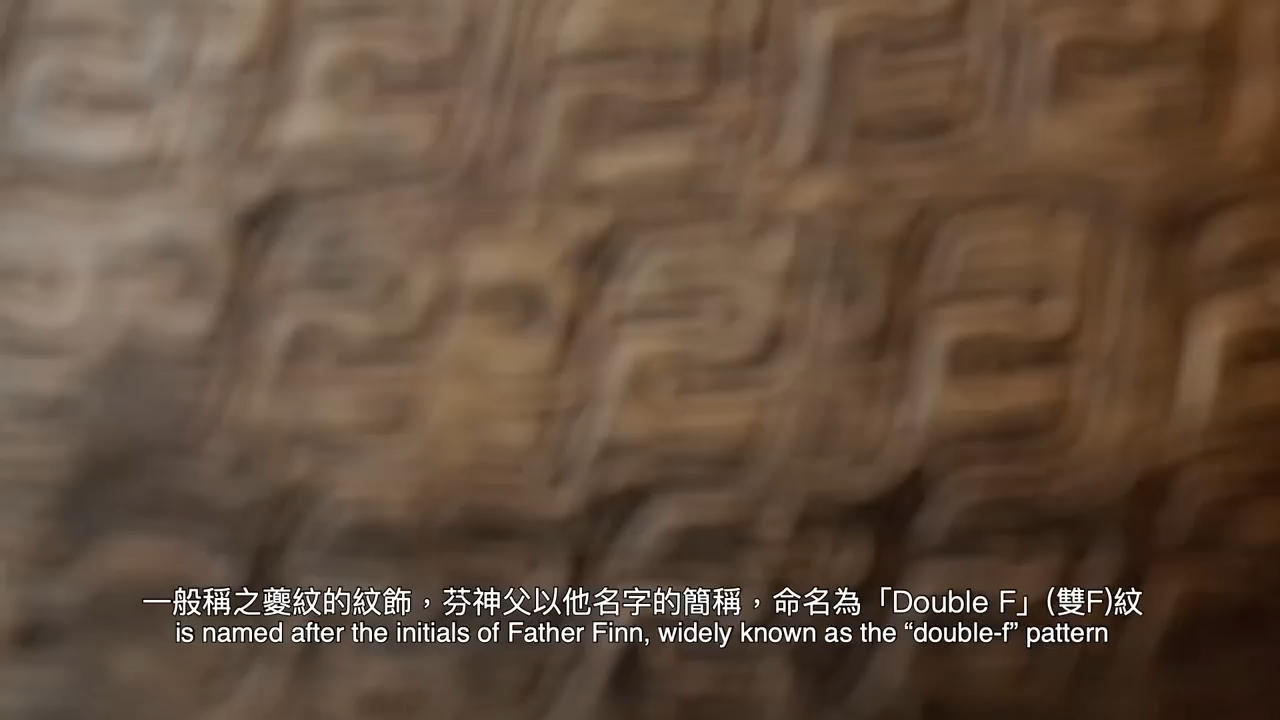 一般稱之夔紋的紋飾，芬神父以他名字的簡稱，命名為「Double F」(雙F)紋
is named after the initials of Father Finn, widely known as the “double-f” pattern